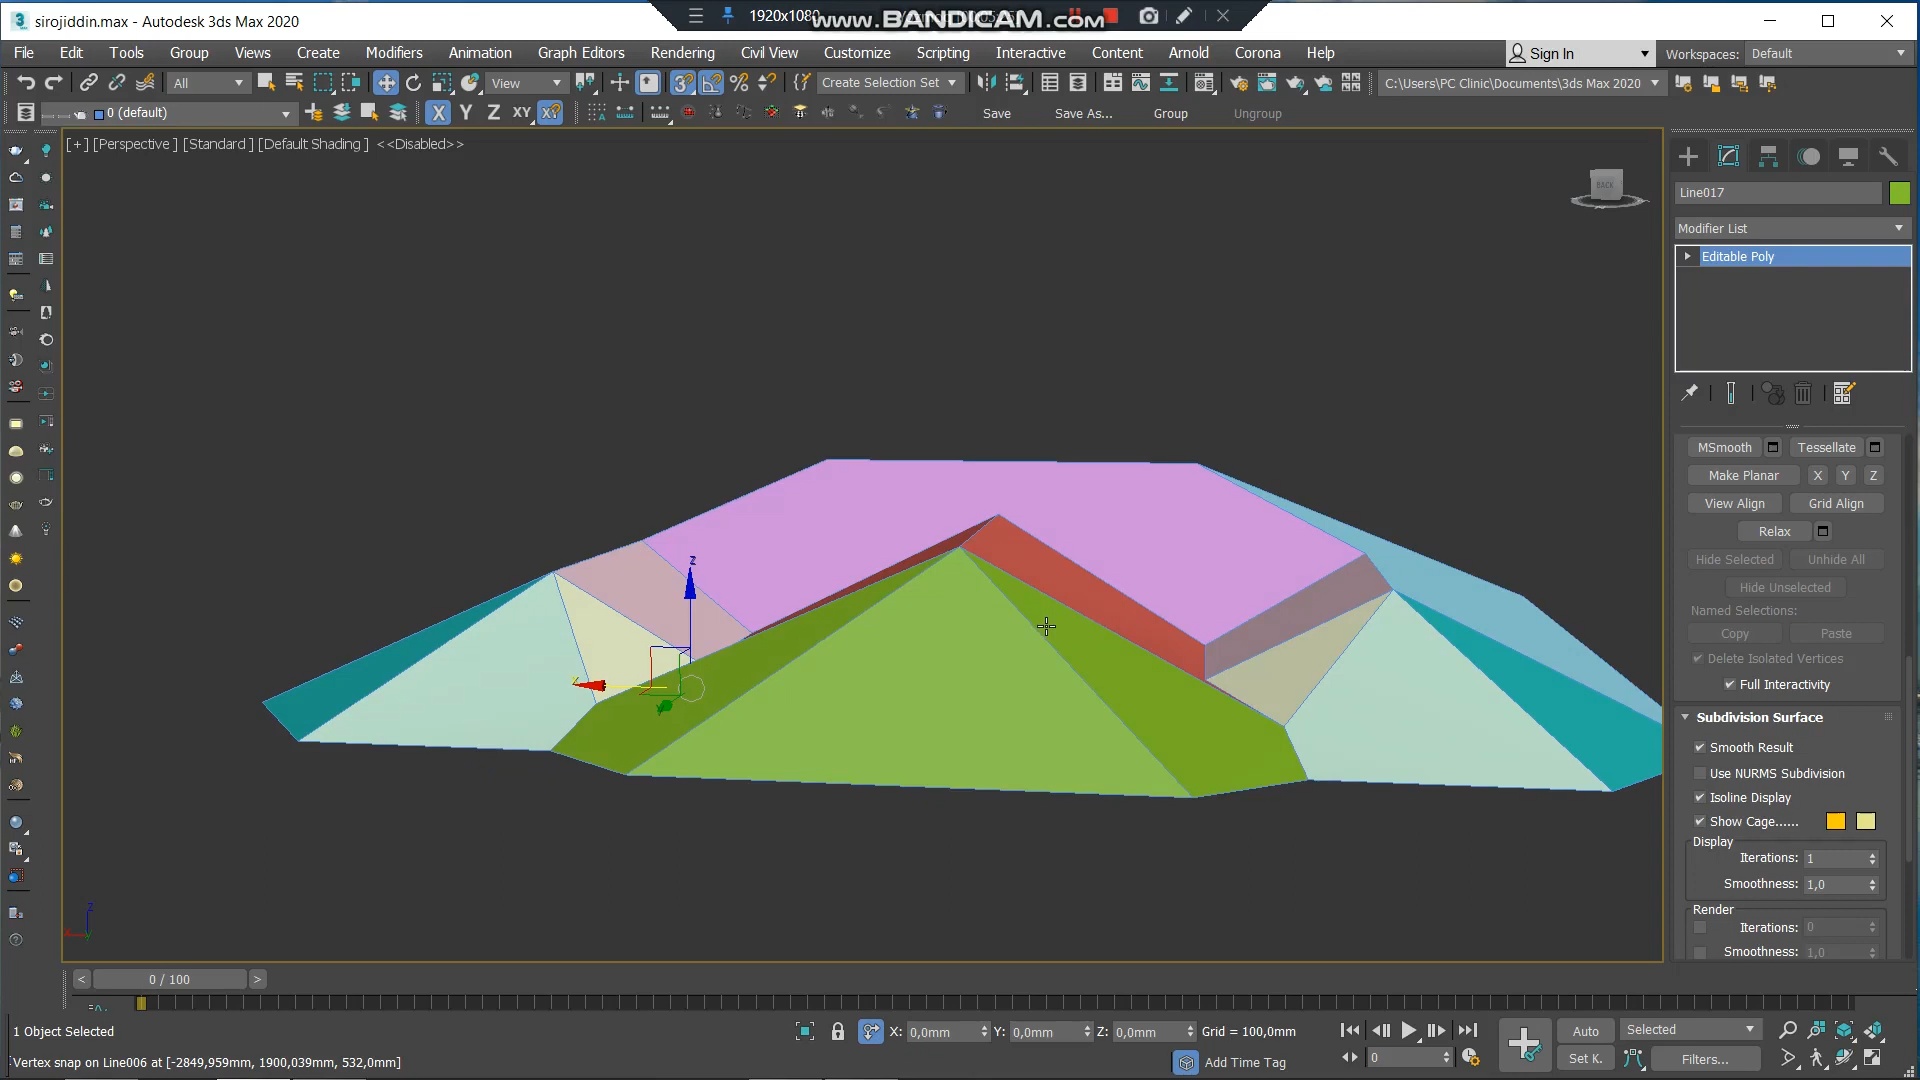 sirojiddin.max - Autodesk 3ds Max 2020
1920x1080
www.BANDICAM.com
File Edit Tools Group Views Create Modifiers Animation Graph Editors Rendering Civil View Customize Scripting Interactive Content Arnold Corona Help
Sign In
Workspaces: Default
All
View
Create Selection Set
C:\Users\PC Clinic\Documents\3ds Max 2020
0 (default)
X Y Z XY
Save Save As... Group Ungroup
[+] [Perspective ] [Standard ] [Default Shading ] <<Disabled>>
BACK
Line017
Modifier List
Editable Poly
MSmooth Tessellate
Make Planar X Y Z
View Align Grid Align
Relax
Hide Selected Unhide All
Hide Unselected
Named Selections:
Copy Paste
Delete Isolated Vertices
Full Interactivity
Subdivision Surface
Smooth Result
Use NURMS Subdivision
Isoline Display
Show Cage......
Display
Iterations: 1
Smoothness: 1,0
Render
Iterations: 0
Smoothness: 1,0
z
x
y
z
x
y
< 0 / 100 >
1 Object Selected
X: 0,0mm Y: 0,0mm Z: 0,0mm Grid = 100,0mm
Auto Selected
Vertex snap on Line006 at [-2849,959mm, 1900,039mm, 532,0mm]
Add Time Tag
0
Set K. Filters...